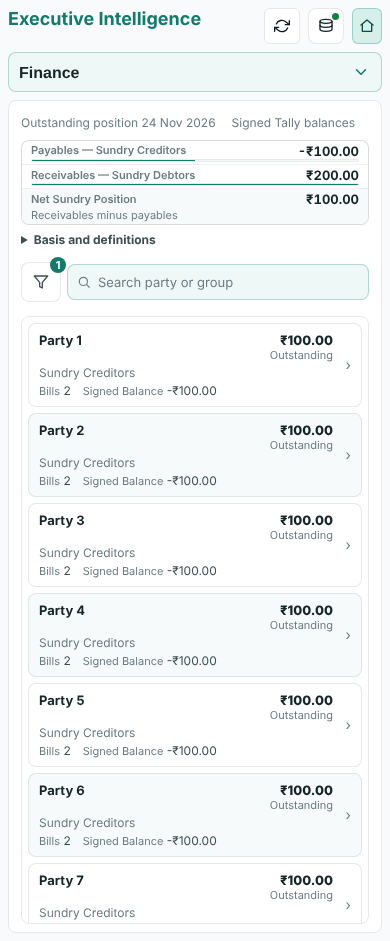 Executive Intelligence
Finance
Outstanding position 24 Nov 2026 Signed Tally balances
Payables — Sundry Creditors -₹100.00
Receivables — Sundry Debtors ₹200.00
Net Sundry Position ₹100.00
Receivables minus payables
Basis and definitions
1
Search party or group
Party 1 ₹100.00
Outstanding
Sundry Creditors
Bills 2 Signed Balance -₹100.00
Party 2 ₹100.00
Outstanding
Sundry Creditors
Bills 2 Signed Balance -₹100.00
Party 3 ₹100.00
Outstanding
Sundry Creditors
Bills 2 Signed Balance -₹100.00
Party 4 ₹100.00
Outstanding
Sundry Creditors
Bills 2 Signed Balance -₹100.00
Party 5 ₹100.00
Outstanding
Sundry Creditors
Bills 2 Signed Balance -₹100.00
Party 6 ₹100.00
Outstanding
Sundry Creditors
Bills 2 Signed Balance -₹100.00
Party 7 ₹100.00
Outstanding
Sundry Creditors